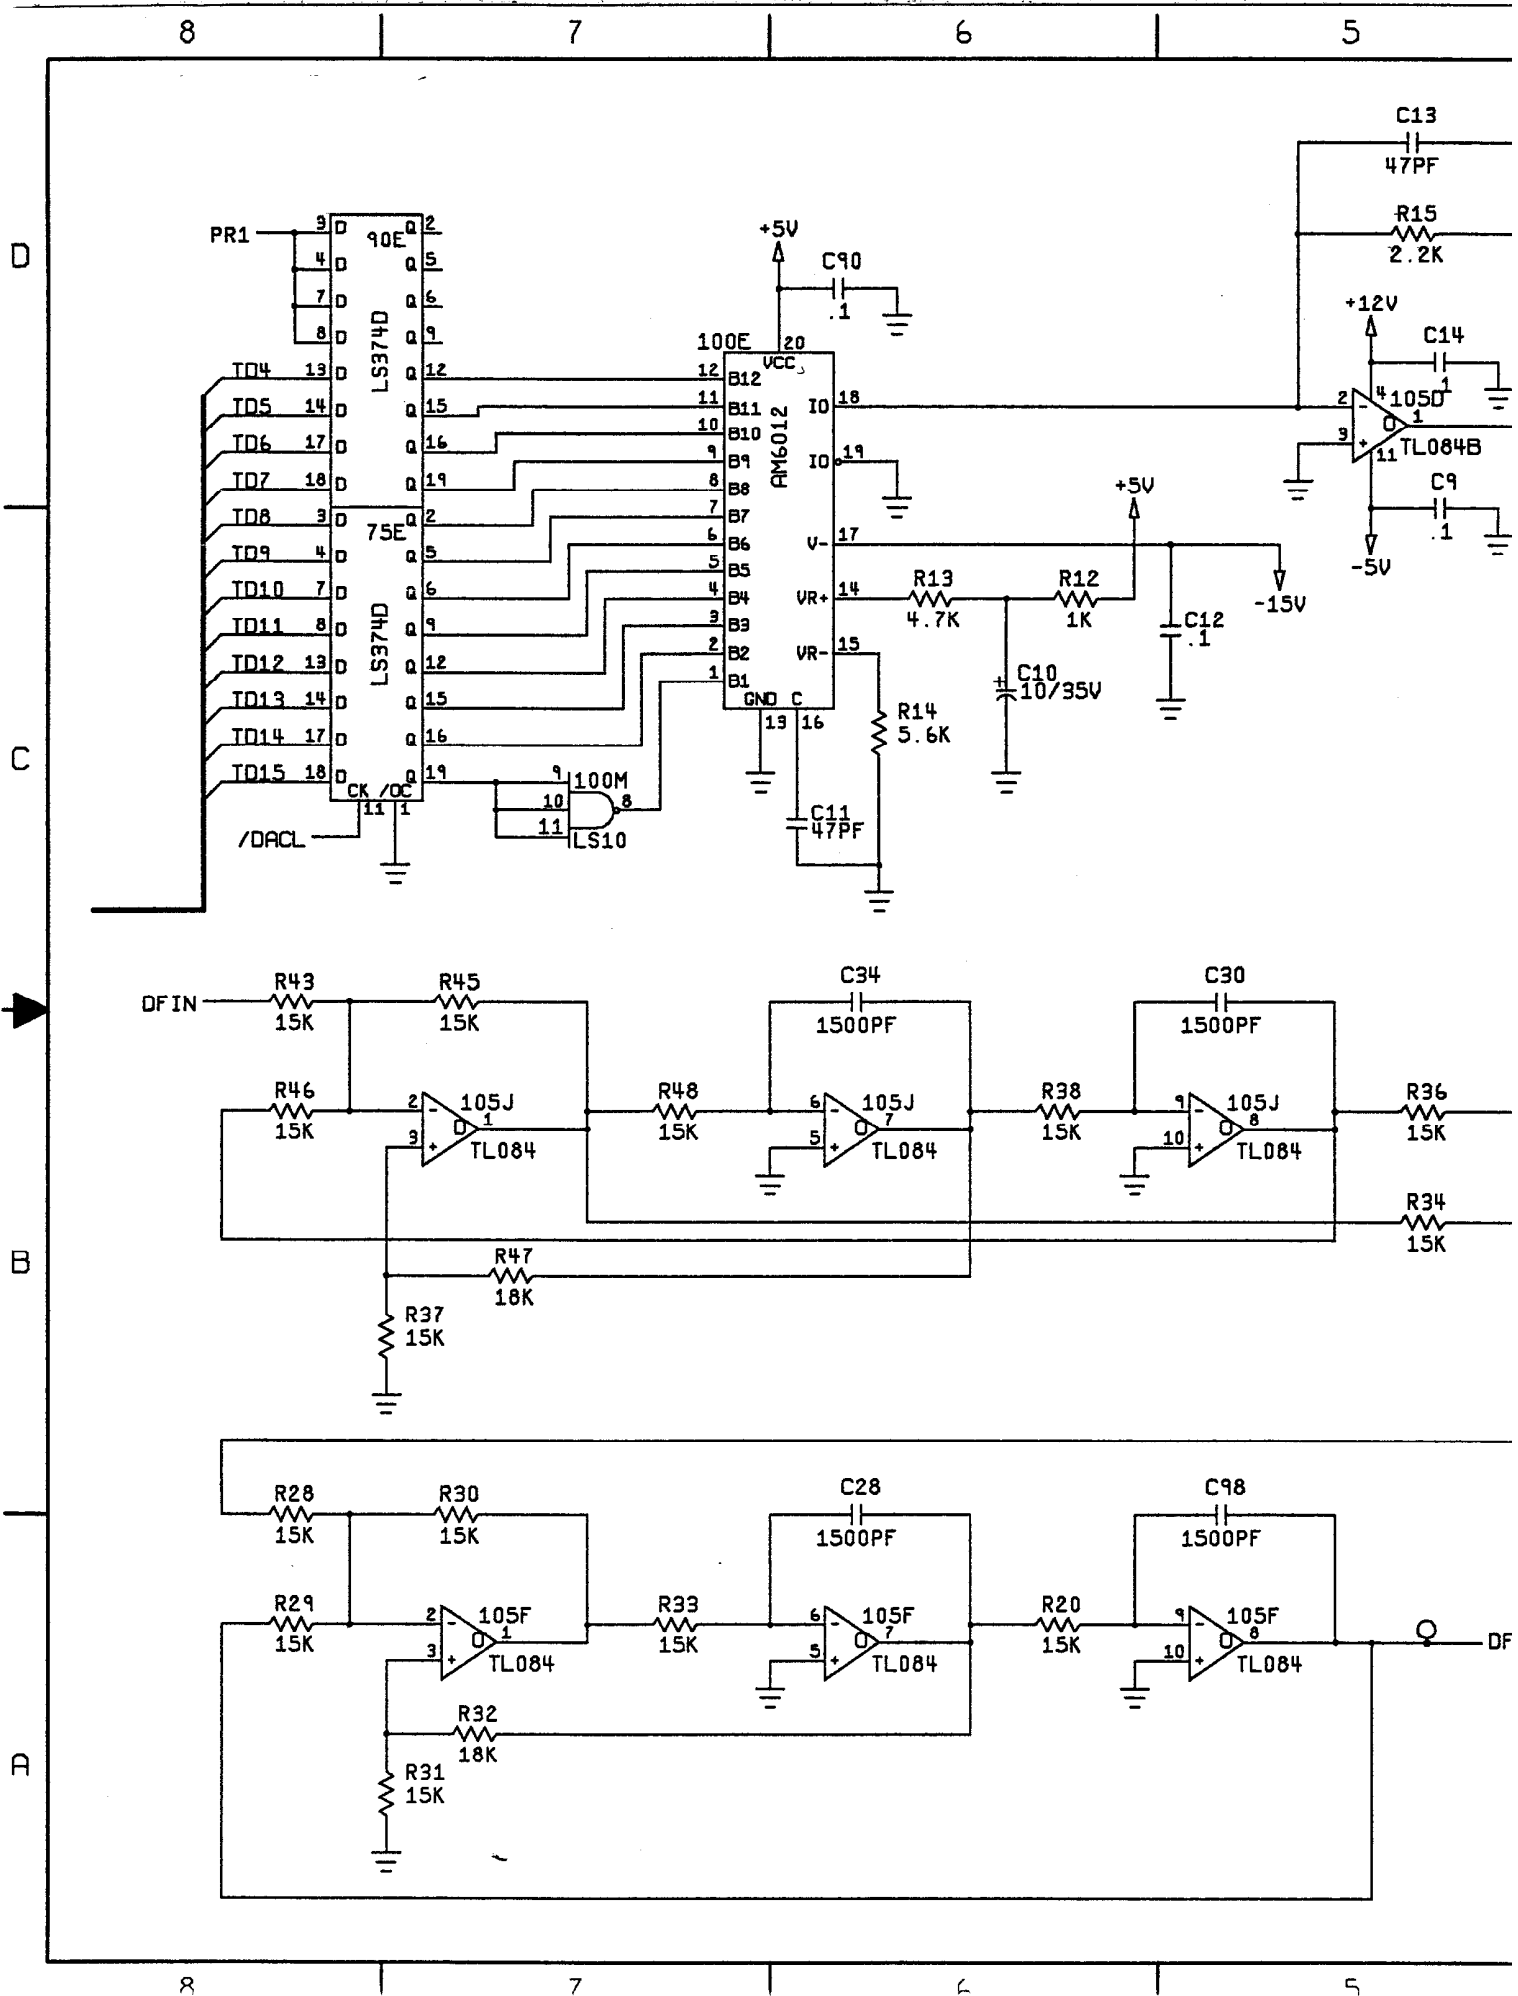 8 7 6 5
C13
47PF
R15
2.2K
D
PR1
3 D 90E Q 2
4 D Q 5
7 D Q 6
8 D Q 9
LS374D
TD4 13 D Q 12
TD5 14 D Q 15
TD6 17 D Q 16
TD7 18 D Q 19
TD8 3 D 75E Q 2
TD9 4 D Q 5
TD10 7 D Q 6
TD11 8 D Q 9
LS374D
TD12 13 D Q 12
TD13 14 D Q 15
TD14 17 D Q 16
TD15 18 D Q 19
CK /OC
11 1
/DACL
+5V
C90
.1
100E 20
VCC
12 B12
11 B11 IO 18
10 B10
9 B9 IO 19
8 B8
7 B7
6 B6 V- 17
5 B5
4 B4 VR+ 14
3 B3
2 B2 VR- 15
1 B1
AM6012
GND C
13 16
9 100M
10 8
11 LS10
C11
47PF
R14
5.6K
R13
4.7K
R12
1K
+5V
C10
+
10/35V
C12
.1
-15V
+12V
C14
.1
4 105D
2 - O 1
3 +
11 TL084B
C9
.1
-5V
C
DFIN
R43
15K
R45
15K
C34
1500PF
C30
1500PF
R46
15K
2 - 105J
O 1
3 + TL084
R48
15K
6 - 105J
O 7
5 + TL084
R38
15K
9 - 105J
O 8
10 + TL084
R36
15K
R34
15K
B
R47
18K
R37
15K
R28
15K
R30
15K
C28
1500PF
C98
1500PF
R29
15K
2 - 105F
O 1
3 + TL084
R33
15K
6 - 105F
O 7
5 + TL084
R20
15K
9 - 105F
O 8
10 + TL084
DF
R32
18K
R31
15K
A
8 7 6 5